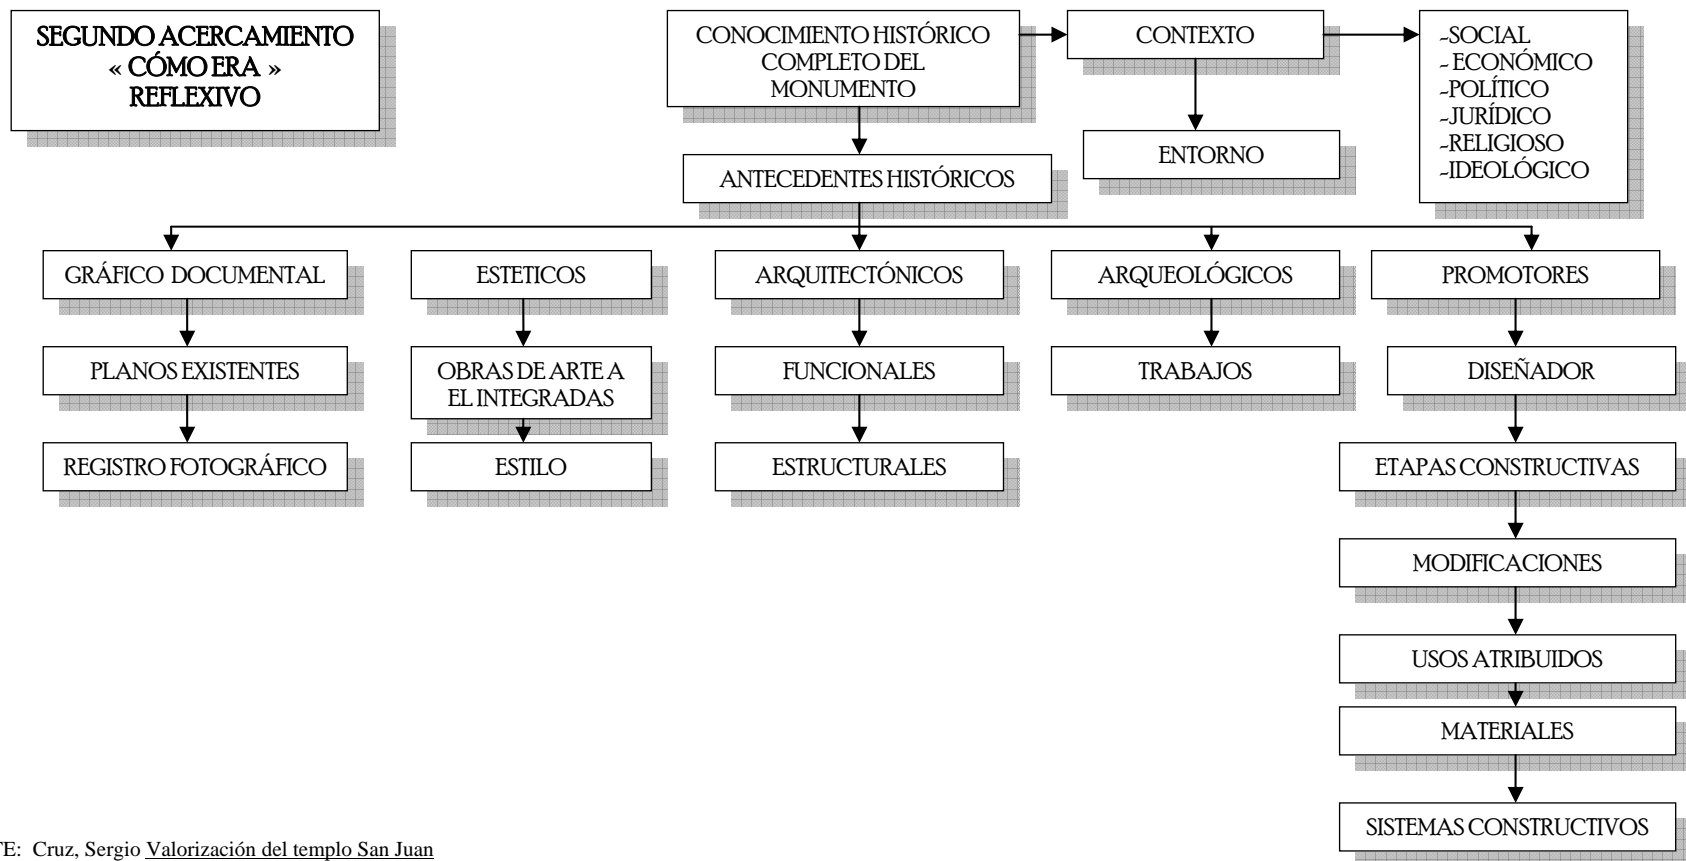 SEGUNDO ACERCAMIENTO
« CÓMO ERA »
REFLEXIVO
CONOCIMIENTO HISTÓRICO
COMPLETO DEL
MONUMENTO
CONTEXTO
-SOCIAL
- ECONÓMICO
-POLÍTICO
-JURÍDICO
-RELIGIOSO
-IDEOLÓGICO
ENTORNO
ANTECEDENTES HISTÓRICOS
GRÁFICO DOCUMENTAL
ESTETICOS
ARQUITECTÓNICOS
ARQUEOLÓGICOS
PROMOTORES
PLANOS EXISTENTES
OBRAS DE ARTE A
EL INTEGRADAS
FUNCIONALES
TRABAJOS
DISEÑADOR
REGISTRO FOTOGRÁFICO
ESTILO
ESTRUCTURALES
ETAPAS CONSTRUCTIVAS
MODIFICACIONES
USOS ATRIBUIDOS
MATERIALES
SISTEMAS CONSTRUCTIVOS
TE: Cruz, Sergio Valorización del templo San Juan